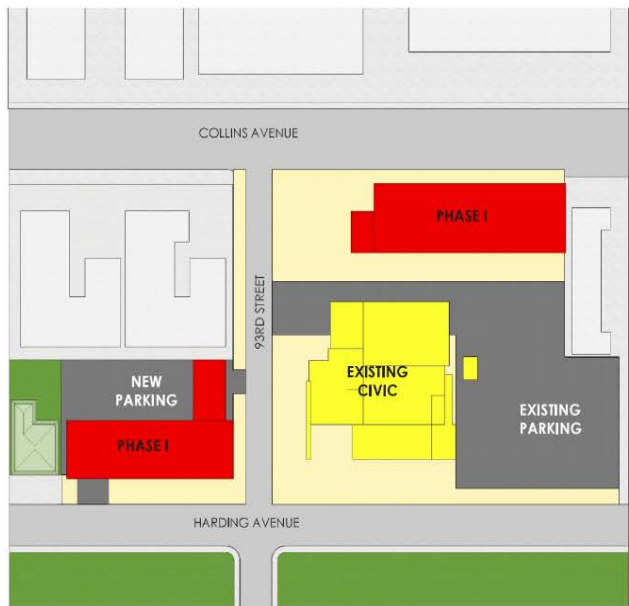 COLLINS AVENUE
PHASE I
93RD STREET
NEW
PARKING
EXISTING
CIVIC
EXISTING
PARKING
PHASE I
HARDING AVENUE